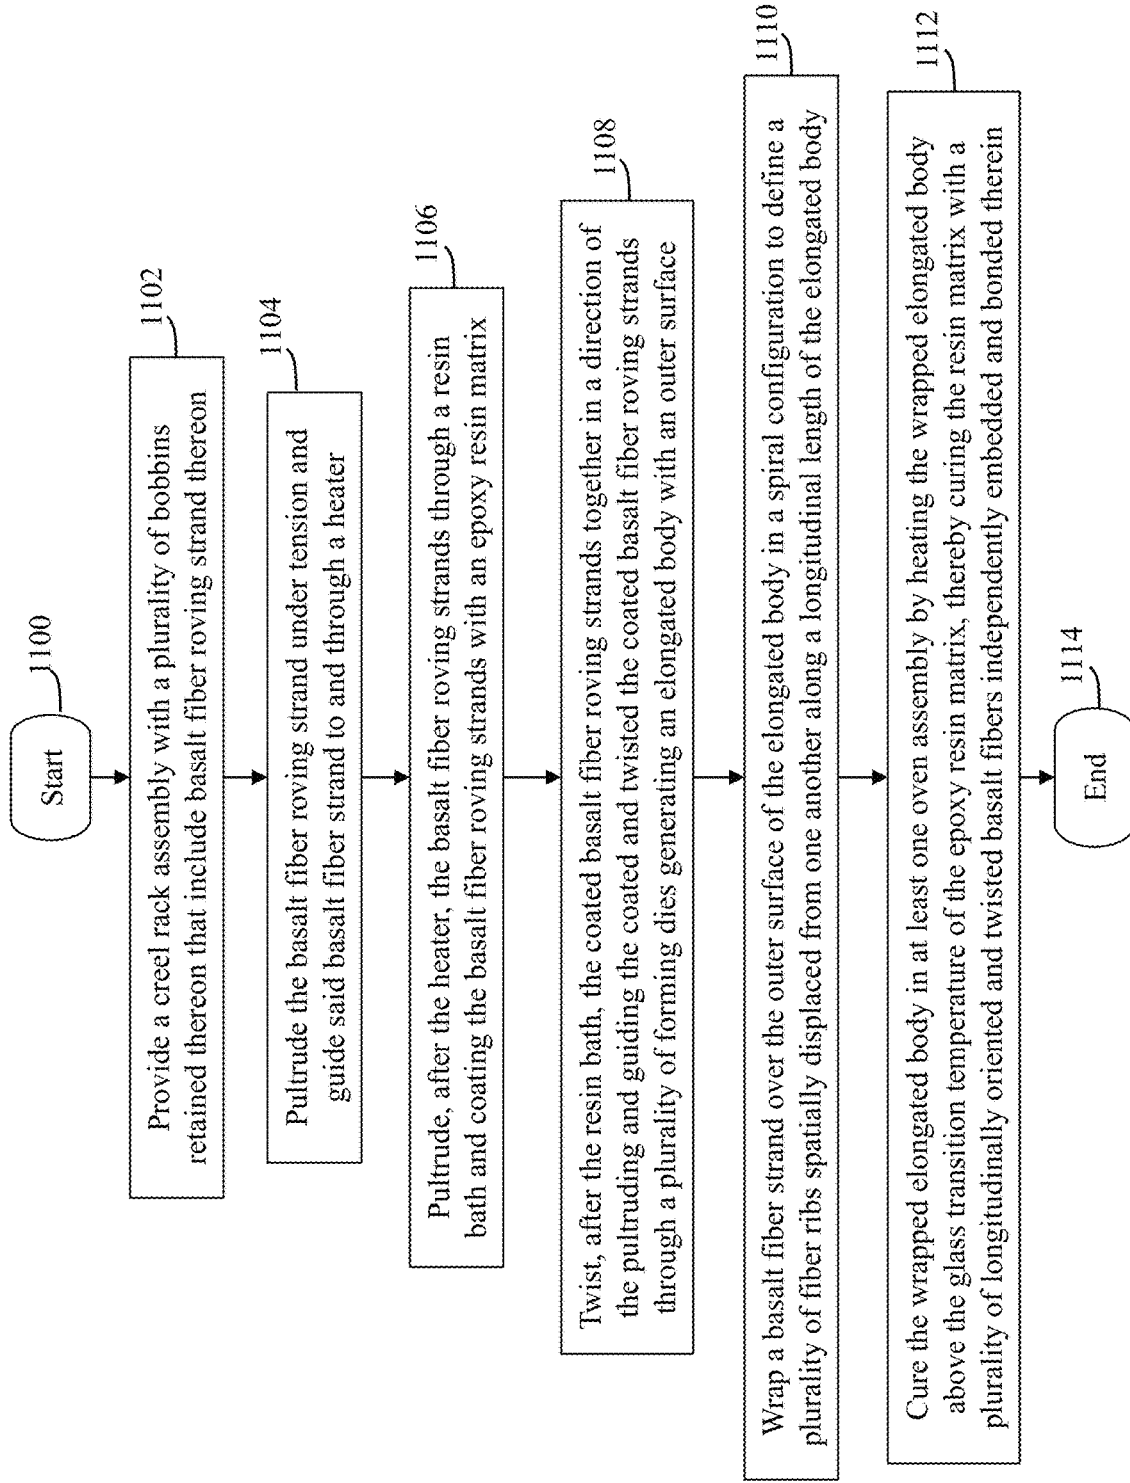 Start
1100
Provide a creel rack assembly with a plurality of bobbins
retained thereon that include basalt fiber roving strand thereon
1102
Pultrude the basalt fiber roving strand under tension and
guide said basalt fiber strand to and through a heater
1104
Pultrude, after the heater, the basalt fiber roving strands through a resin
bath and coating the basalt fiber roving strands with an epoxy resin matrix
1106
Twist, after the resin bath, the coated basalt fiber roving strands together in a direction of
the pultruding and guiding the coated and twisted the coated basalt fiber roving strands
through a plurality of forming dies generating an elongated body with an outer surface
1108
Wrap a basalt fiber strand over the outer surface of the elongated body in a spiral configuration to define a
plurality of fiber ribs spatially displaced from one another along a longitudinal length of the elongated body
1110
Cure the wrapped elongated body in at least one oven assembly by heating the wrapped elongated body
above the glass transition temperature of the epoxy resin matrix, thereby curing the resin matrix with a
plurality of longitudinally oriented and twisted basalt fibers independently embedded and bonded therein
1112
End
1114